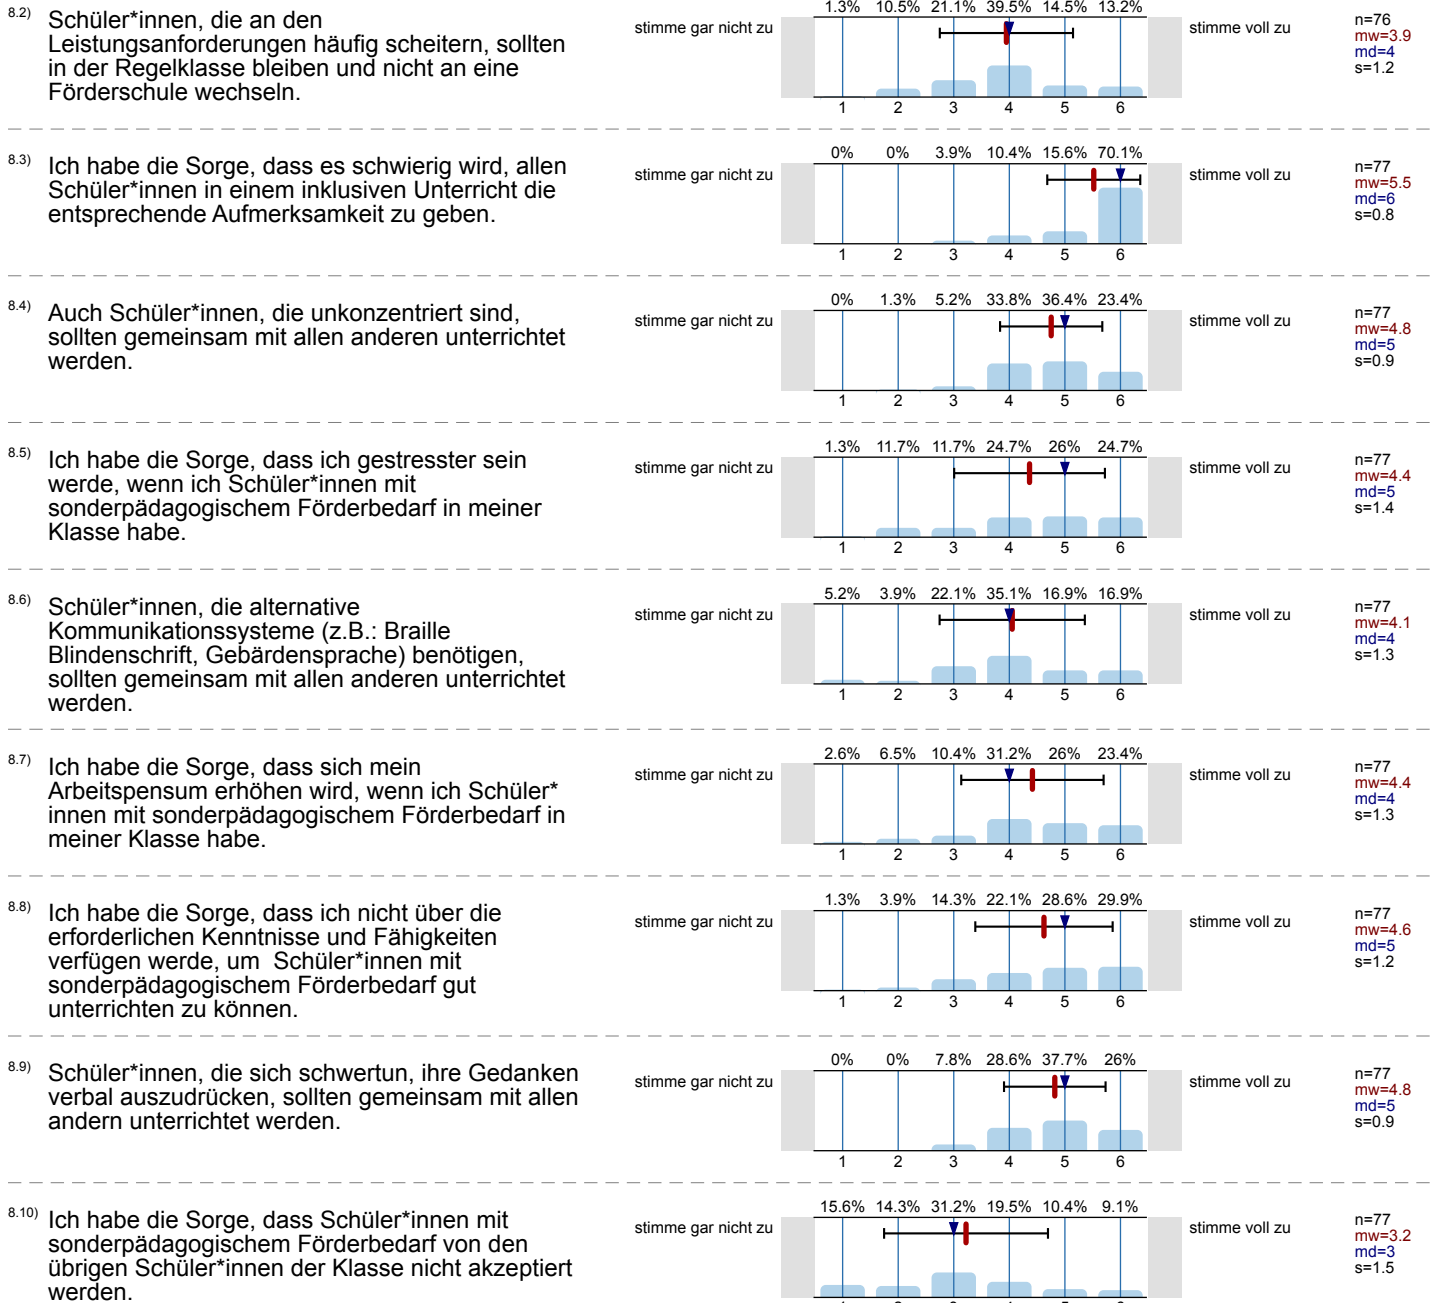 8.2) Schüler*innen, die an den
Leistungsanforderungen häufig scheitern, sollten
in der Regelklasse bleiben und nicht an eine
Förderschule wechseln.
stimme gar nicht zu
1.3% 10.5% 21.1% 39.5% 14.5% 13.2%
1 2 3 4 5 6
stimme voll zu
n=76
mw=3.9
md=4
s=1.2
8.3) Ich habe die Sorge, dass es schwierig wird, allen
Schüler*innen in einem inklusiven Unterricht die
entsprechende Aufmerksamkeit zu geben.
stimme gar nicht zu
0% 0% 3.9% 10.4% 15.6% 70.1%
1 2 3 4 5 6
stimme voll zu
n=77
mw=5.5
md=6
s=0.8
8.4) Auch Schüler*innen, die unkonzentriert sind,
sollten gemeinsam mit allen anderen unterrichtet
werden.
stimme gar nicht zu
0% 1.3% 5.2% 33.8% 36.4% 23.4%
1 2 3 4 5 6
stimme voll zu
n=77
mw=4.8
md=5
s=0.9
8.5) Ich habe die Sorge, dass ich gestresster sein
werde, wenn ich Schüler*innen mit
sonderpädagogischem Förderbedarf in meiner
Klasse habe.
stimme gar nicht zu
1.3% 11.7% 11.7% 24.7% 26% 24.7%
1 2 3 4 5 6
stimme voll zu
n=77
mw=4.4
md=5
s=1.4
8.6) Schüler*innen, die alternative
Kommunikationssysteme (z.B.: Braille
Blindenschrift, Gebärdensprache) benötigen,
sollten gemeinsam mit allen anderen unterrichtet
werden.
stimme gar nicht zu
5.2% 3.9% 22.1% 35.1% 16.9% 16.9%
1 2 3 4 5 6
stimme voll zu
n=77
mw=4.1
md=4
s=1.3
8.7) Ich habe die Sorge, dass sich mein
Arbeitspensum erhöhen wird, wenn ich Schüler*
innen mit sonderpädagogischem Förderbedarf in
meiner Klasse habe.
stimme gar nicht zu
2.6% 6.5% 10.4% 31.2% 26% 23.4%
1 2 3 4 5 6
stimme voll zu
n=77
mw=4.4
md=4
s=1.3
8.8) Ich habe die Sorge, dass ich nicht über die
erforderlichen Kenntnisse und Fähigkeiten
verfügen werde, um Schüler*innen mit
sonderpädagogischem Förderbedarf gut
unterrichten zu können.
stimme gar nicht zu
1.3% 3.9% 14.3% 22.1% 28.6% 29.9%
1 2 3 4 5 6
stimme voll zu
n=77
mw=4.6
md=5
s=1.2
8.9) Schüler*innen, die sich schwertun, ihre Gedanken
verbal auszudrücken, sollten gemeinsam mit allen
andern unterrichtet werden.
stimme gar nicht zu
0% 0% 7.8% 28.6% 37.7% 26%
1 2 3 4 5 6
stimme voll zu
n=77
mw=4.8
md=5
s=0.9
8.10) Ich habe die Sorge, dass Schüler*innen mit
sonderpädagogischem Förderbedarf von den
übrigen Schüler*innen der Klasse nicht akzeptiert
werden.
stimme gar nicht zu
15.6% 14.3% 31.2% 19.5% 10.4% 9.1%
stimme voll zu
n=77
mw=3.2
md=3
s=1.5